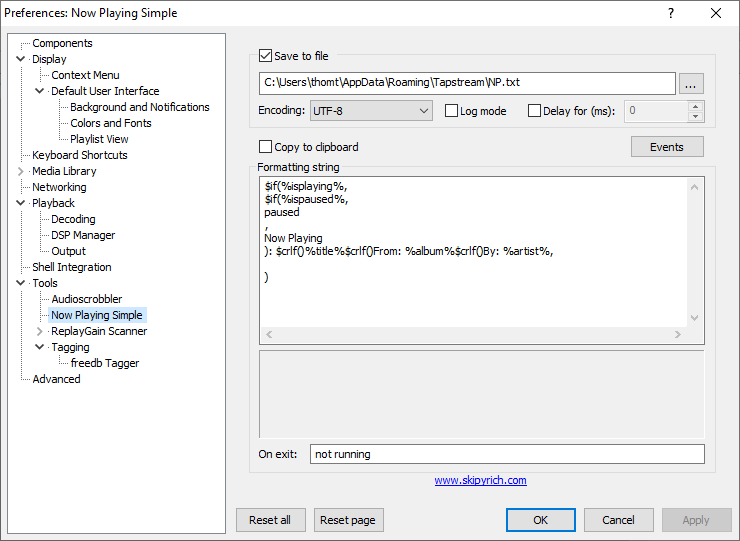 Preferences: Now Playing Simple
?
Components
Display
Context Menu
Default User Interface
Background and Notifications
Colors and Fonts
Playlist View
Keyboard Shortcuts
Media Library
Networking
Playback
Decoding
DSP Manager
Output
Shell Integration
Tools
Audioscrobbler
Now Playing Simple
ReplayGain Scanner
Tagging
freedb Tagger
Advanced
Save to file
C:\Users\thomt\AppData\Roaming\Tapstream\NP.txt
...
Encoding: UTF-8 Log mode Delay for (ms): 0
Copy to clipboard Events
Formatting string
$if(%isplaying%,
$if(%ispaused%,
paused
,
Now Playing
): $crlf()%title%$crlf()From: %album%$crlf()By: %artist%,
)
On exit: not running
www.skipyrich.com
Reset all Reset page OK Cancel Apply